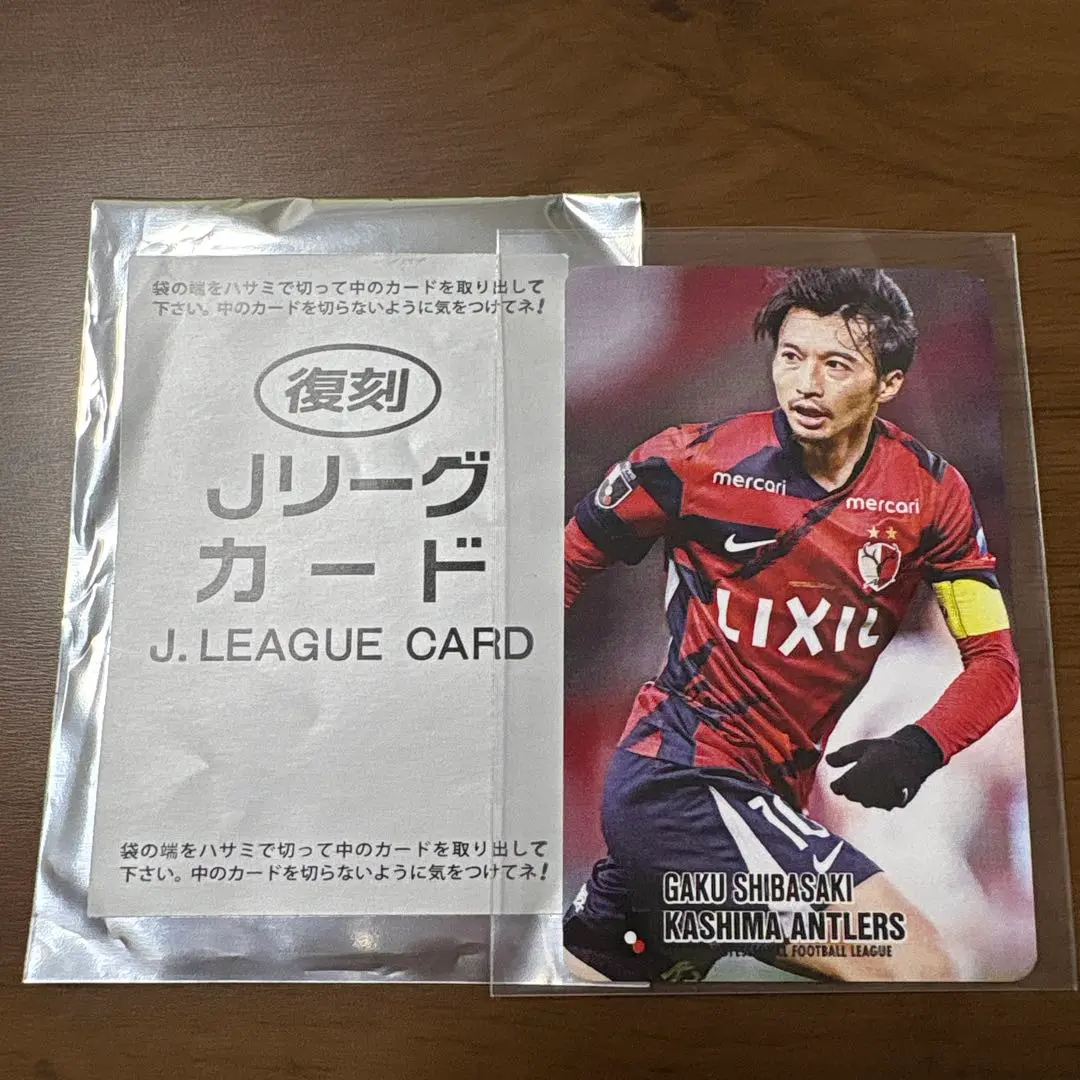 袋の端をハサミで切って中のカードを取り出して
下さい。中のカードを切らないように気をつけてネ!
復刻
Jリーグ
カード
J. LEAGUE CARD
袋の端をハサミで切って中のカードを取り出して
下さい。中のカードを切らないように気をつけてネ!
mercari
mercari
LIXIL
10
GAKU SHIBASAKI
KASHIMA ANTLERS
FOOTBALL LEAGUE